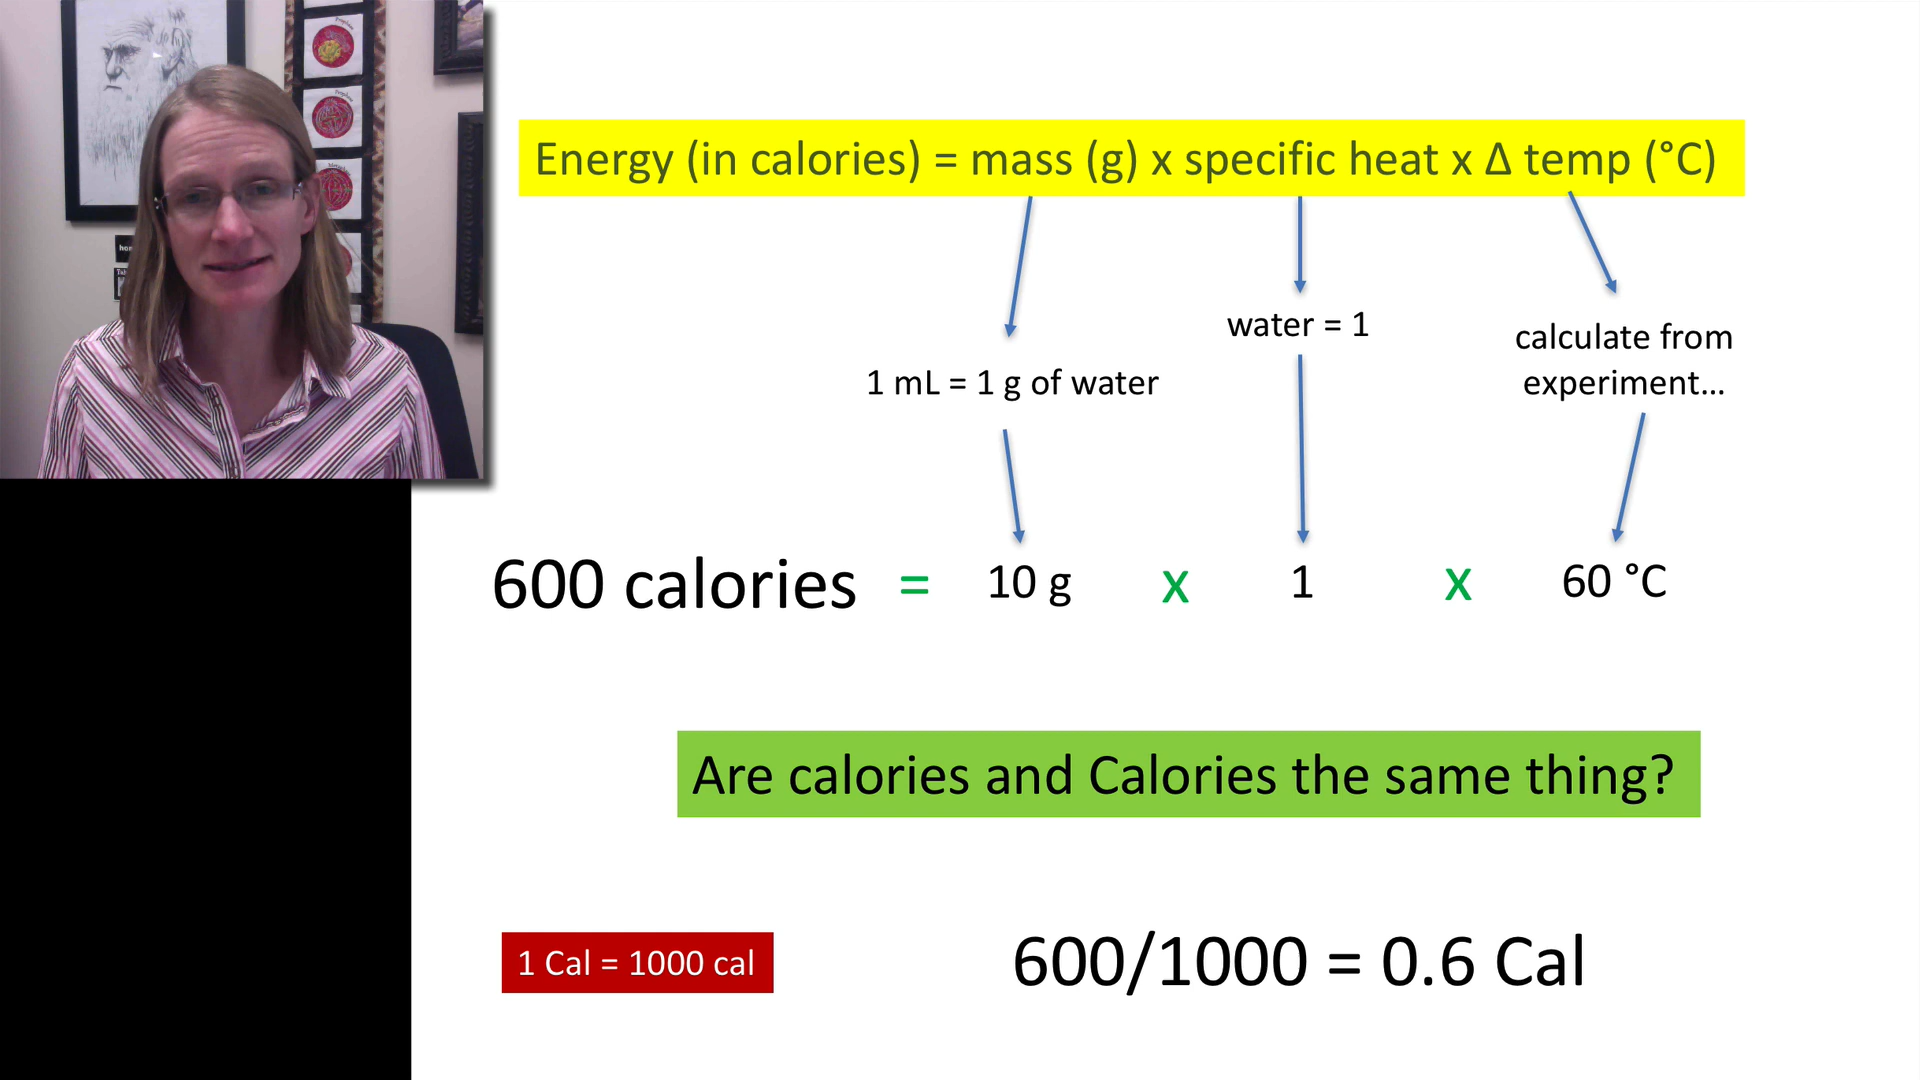 Energy (in calories) = mass (g) x specific heat x Δ temp (°C)
water = 1
calculate from
experiment...
1 mL = 1 g of water
600 calories = 10 g x 1 x 60 °C
Are calories and Calories the same thing?
1 Cal = 1000 cal
600/1000 = 0.6 Cal